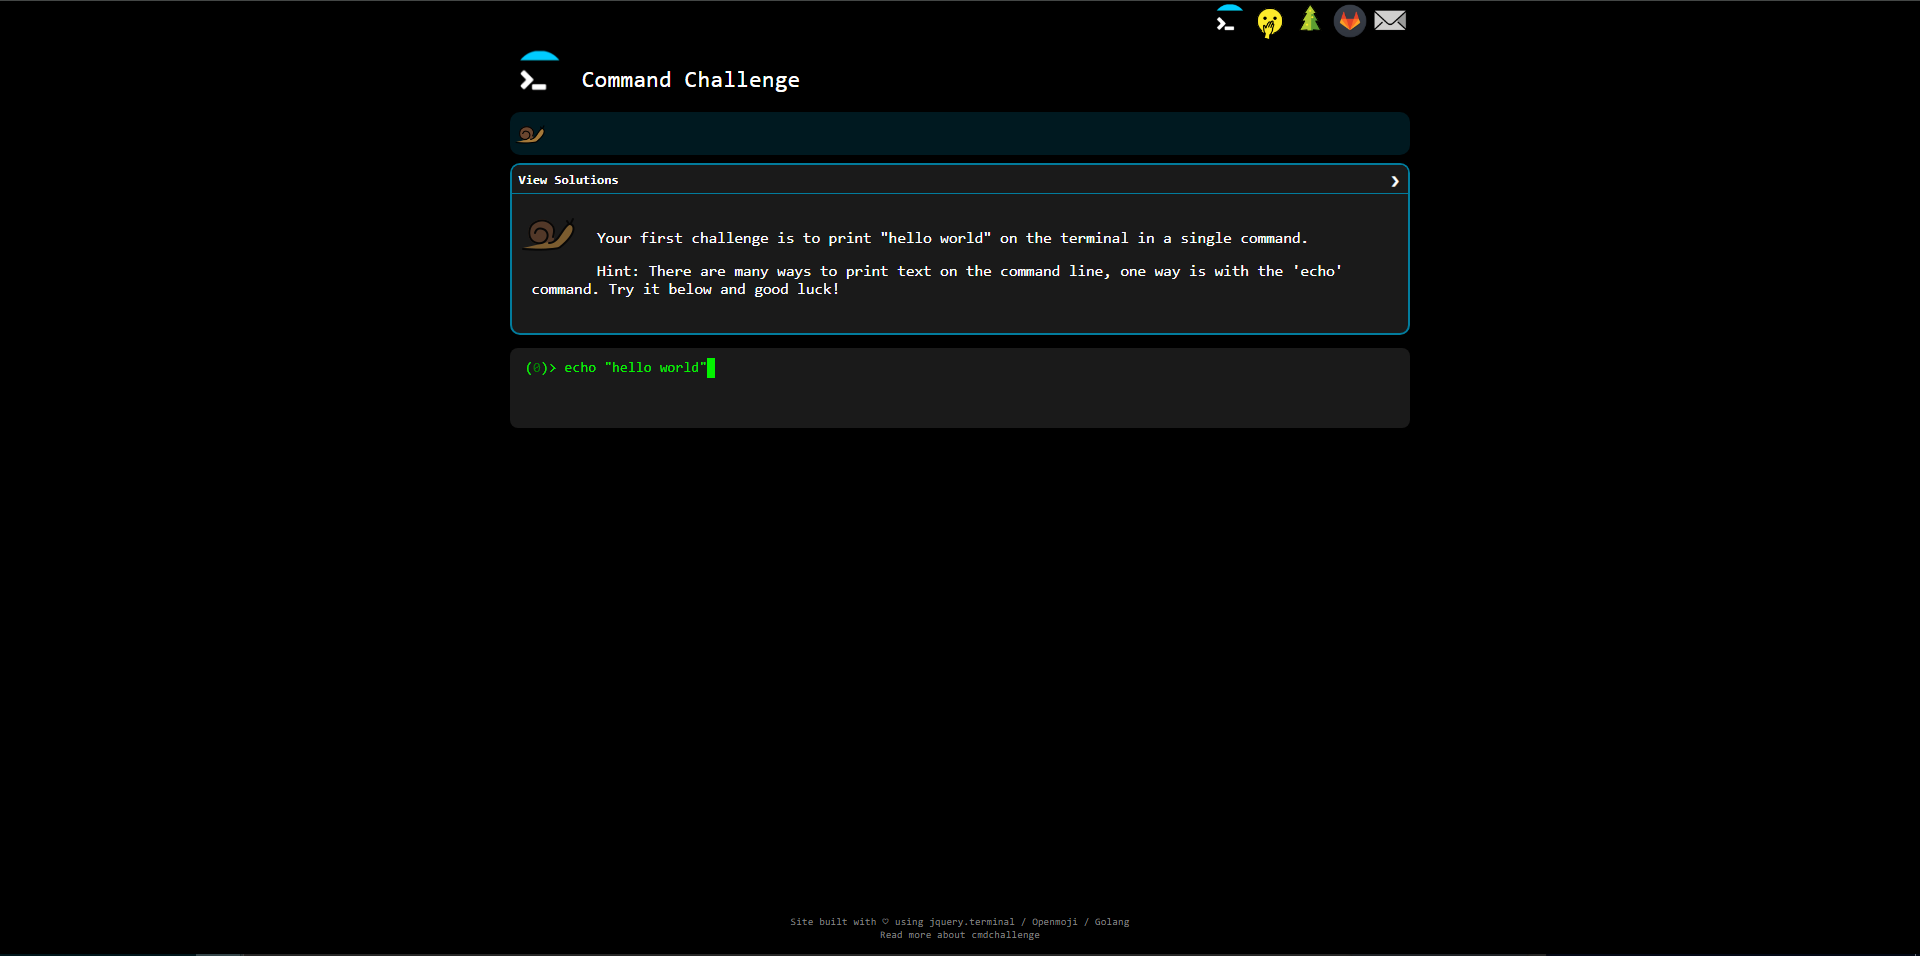 Command Challenge
View Solutions
Your first challenge is to print "hello world" on the terminal in a single command.
Hint: There are many ways to print text on the command line, one way is with the 'echo'
command. Try it below and good luck!
(0)> echo "hello world"
Site built with ♡ using jquery.terminal / Openmoji / Golang
Read more about cmdchallenge